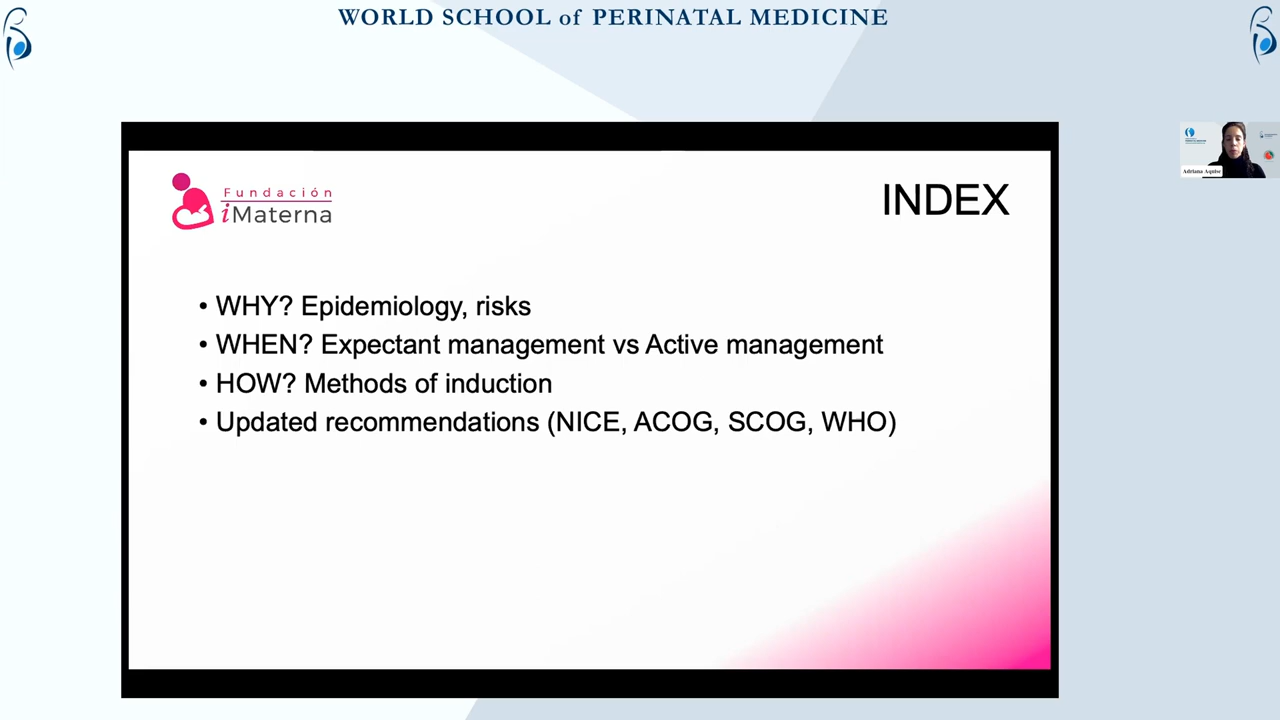 WORLD SCHOOL of PERINATAL MEDICINE
Fundación
iMaterna
INDEX
• WHY? Epidemiology, risks
• WHEN? Expectant management vs Active management
• HOW? Methods of induction
• Updated recommendations (NICE, ACOG, SCOG, WHO)
Adriana Aquise